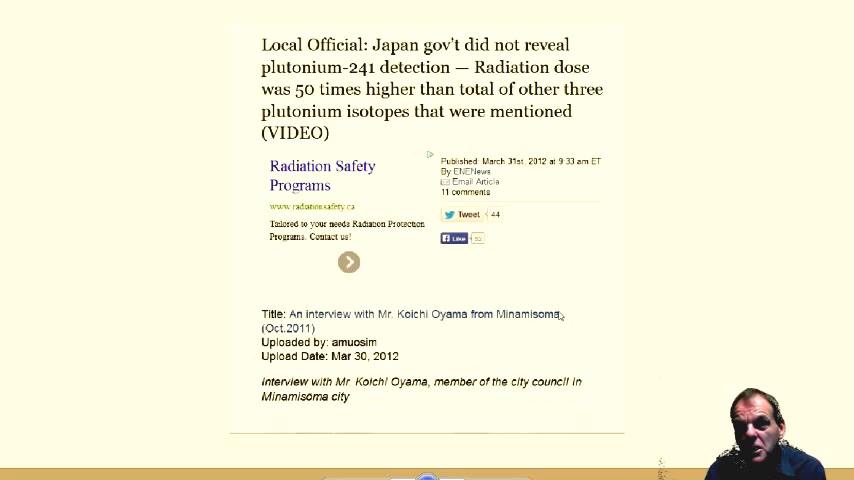 Local Official: Japan gov't did not reveal
plutonium-241 detection — Radiation dose
was 50 times higher than total of other three
plutonium isotopes that were mentioned
(VIDEO)
Radiation Safety
Programs
www.radiationsafety.ca
Tailored to your needs Radiation Protection
Programs. Contact us!
Published: March 31st, 2012 at 9:33 am ET
By ENENews
Email Article
11 comments
Tweet 44
Like
Title: An interview with Mr. Koichi Oyama from Minamisoma
(Oct.2011)
Uploaded by: amuosim
Upload Date: Mar 30, 2012
Interview with Mr. Koichi Oyama, member of the city council in
Minamisoma city